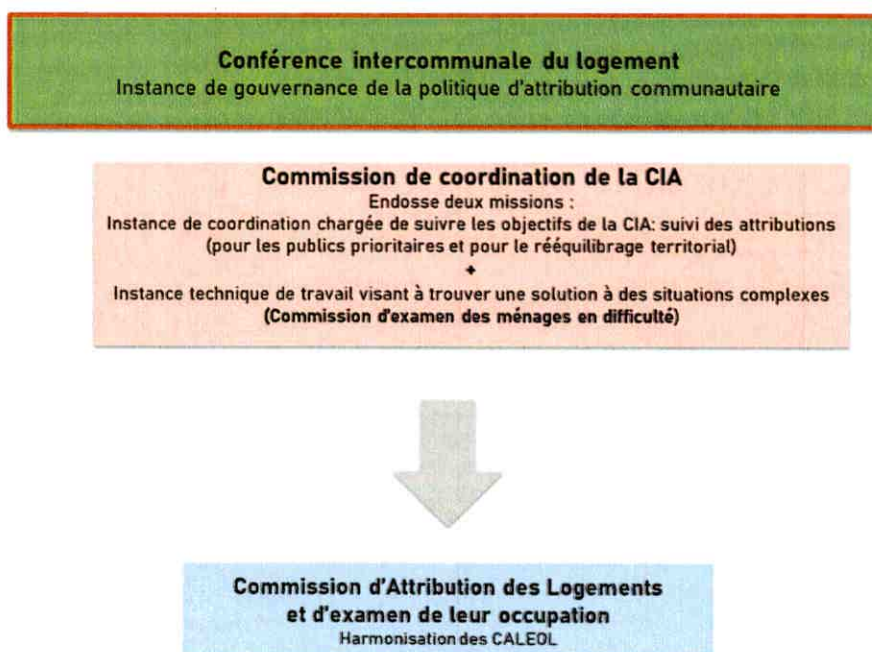 Conférence intercommunale du logement
Instance de gouvernance de la politique d'attribution communautaire
Commission de coordination de la CIA
Endosse deux missions :
Instance de coordination chargée de suivre les objectifs de la CIA: suivi des attributions
(pour les publics prioritaires et pour le rééquilibrage territorial)
+
Instance technique de travail visant à trouver une solution à des situations complexes
(Commission d'examen des ménages en difficulté)
Commission d'Attribution des Logements
et d'examen de leur occupation
Harmonisation des CALEOL